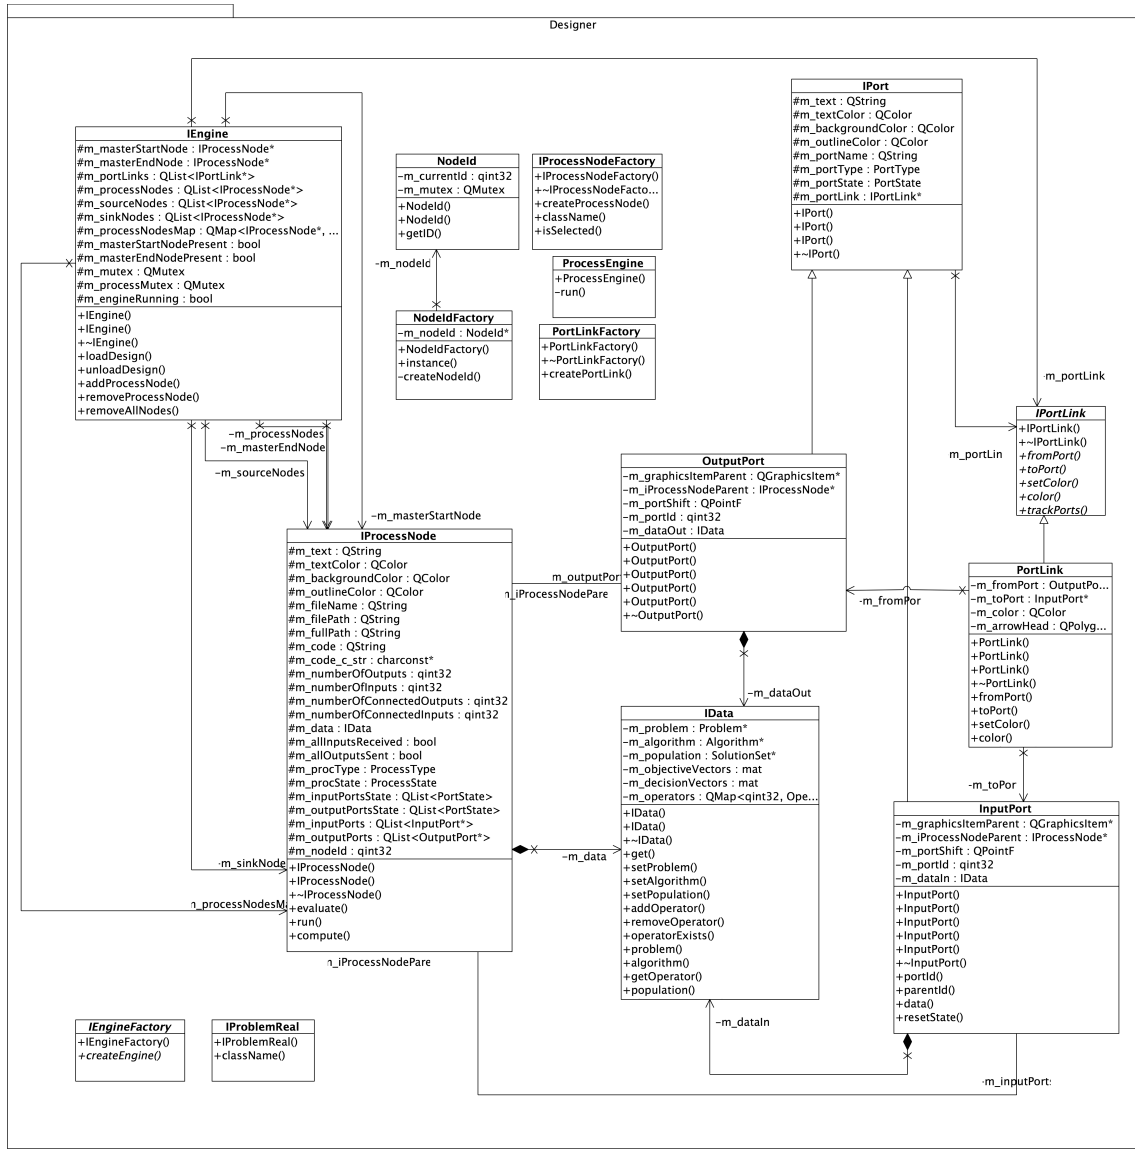 Designer
IEngine
#m_masterStartNode : IProcessNode*
#m_masterEndNode : IProcessNode*
#m_portLinks : QList<IPortLink*>
#m_processNodes : QList<IProcessNode*>
#m_sourceNodes : QList<IProcessNode*>
#m_sinkNodes : QList<IProcessNode*>
#m_processNodesMap : QMap<IProcessNode*, ...
#m_masterStartNodePresent : bool
#m_masterEndNodePresent : bool
#m_mutex : QMutex
#m_processMutex : QMutex
#m_engineRunning : bool
+IEngine()
+IEngine()
+~IEngine()
+loadDesign()
+unloadDesign()
+addProcessNode()
+removeProcessNode()
+removeAllNodes()
NodeId
-m_currentId : qint32
-m_mutex : QMutex
+NodeId()
+NodeId()
+getID()
-m_nodeId
NodeIdFactory
-m_nodeId : NodeId*
+NodeIdFactory()
+instance()
-createNodeId()
IProcessNodeFactory
+IProcessNodeFactory()
+~IProcessNodeFacto...
+createProcessNode()
+className()
+isSelected()
ProcessEngine
+ProcessEngine()
-run()
PortLinkFactory
+PortLinkFactory()
+~PortLinkFactory()
+createPortLink()
IPort
#m_text : QString
#m_textColor : QColor
#m_backgroundColor : QColor
#m_outlineColor : QColor
#m_portName : QString
#m_portType : PortType
#m_portState : PortState
#m_portLink : IPortLink*
+IPort()
+IPort()
+IPort()
+~IPort()
-m_portLink
m_portLin
IPortLink
+IPortLink()
+~IPortLink()
+fromPort()
+toPort()
+setColor()
+color()
+trackPorts()
-m_processNodes
-m_masterEndNode
-m_sourceNodes
-m_masterStartNode
IProcessNode
#m_text : QString
#m_textColor : QColor
#m_backgroundColor : QColor
#m_outlineColor : QColor
#m_fileName : QString
#m_filePath : QString
#m_fullPath : QString
#m_code : QString
#m_code_c_str : charconst*
#m_numberOfOutputs : qint32
#m_numberOfInputs : qint32
#m_numberOfConnectedOutputs : qint32
#m_numberOfConnectedInputs : qint32
#m_data : IData
#m_allInputsReceived : bool
#m_allOutputsSent : bool
#m_procType : ProcessType
#m_procState : ProcessState
#m_inputPortsState : QList<PortState>
#m_outputPortsState : QList<PortState>
#m_inputPorts : QList<InputPort*>
#m_outputPorts : QList<OutputPort*>
#m_nodeId : qint32
+IProcessNode()
+IProcessNode()
+~IProcessNode()
+evaluate()
+run()
+compute()
-m_sinkNode
m_processNodesMa
m_iProcessNodePare
OutputPort
-m_graphicsItemParent : QGraphicsItem*
-m_iProcessNodeParent : IProcessNode*
-m_portShift : QPointF
-m_portId : qint32
-m_dataOut : IData
+OutputPort()
+OutputPort()
+OutputPort()
+OutputPort()
+OutputPort()
+~OutputPort()
m_outputPor
m_iProcessNodePare
-m_fromPor
PortLink
-m_fromPort : OutputPo...
-m_toPort : InputPort*
-m_color : QColor
-m_arrowHead : QPolyg...
+PortLink()
+PortLink()
+PortLink()
+~PortLink()
+fromPort()
+toPort()
+setColor()
+color()
-m_toPor
-m_dataOut
-m_data
IData
-m_problem : Problem*
-m_algorithm : Algorithm*
-m_population : SolutionSet*
-m_objectiveVectors : mat
-m_decisionVectors : mat
-m_operators : QMap<qint32, Ope...
+IData()
+IData()
+~IData()
+get()
+setProblem()
+setAlgorithm()
+setPopulation()
+addOperator()
+removeOperator()
+operatorExists()
+problem()
+algorithm()
+getOperator()
+population()
-m_dataIn
InputPort
-m_graphicsItemParent : QGraphicsItem*
-m_iProcessNodeParent : IProcessNode*
-m_portShift : QPointF
-m_portId : qint32
-m_dataIn : IData
+InputPort()
+InputPort()
+InputPort()
+InputPort()
+InputPort()
+~InputPort()
+portId()
+parentId()
+data()
+resetState()
-m_inputPorts
IEngineFactory
+IEngineFactory()
+createEngine()
IProblemReal
+IProblemReal()
+className()